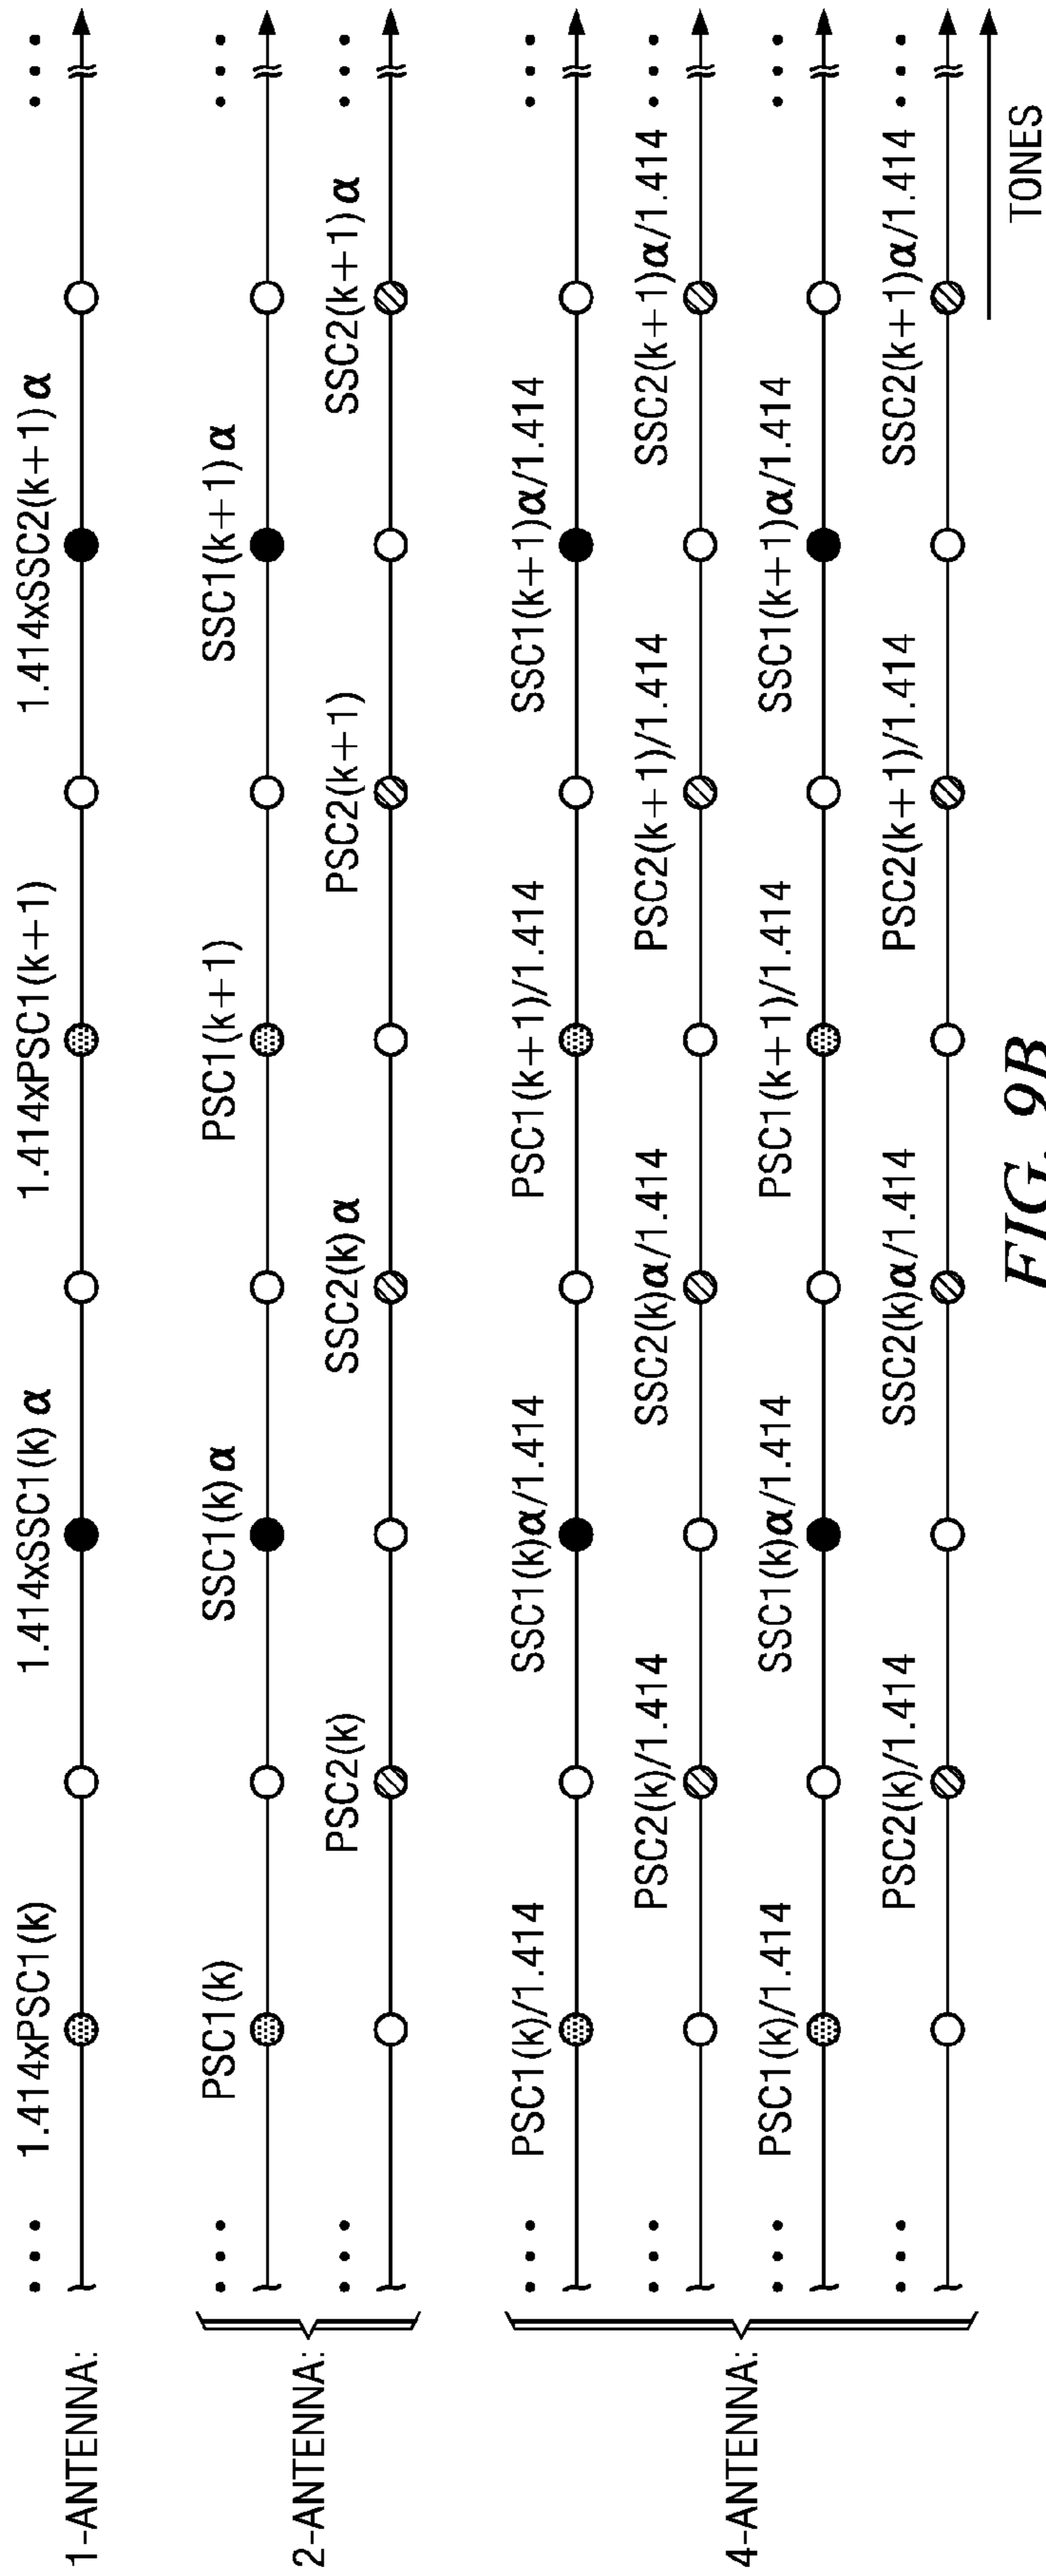 1-ANTENNA:
1.414xPSC1(k) 1.414xSSC1(k)α 1.414xPSC1(k+1) 1.414xSSC2(k+1)α
2-ANTENNA:
PSC1(k) SSC1(k)α PSC1(k+1) SSC1(k+1)α
PSC2(k) SSC2(k)α PSC2(k+1) SSC2(k+1)α
4-ANTENNA:
PSC1(k)/1.414 SSC1(k)α/1.414 PSC1(k+1)/1.414 SSC1(k+1)α/1.414
PSC2(k)/1.414 SSC2(k)α/1.414 PSC2(k+1)/1.414 SSC2(k+1)α/1.414
PSC1(k)/1.414 SSC1(k)α/1.414 PSC1(k+1)/1.414 SSC1(k+1)α/1.414
PSC2(k)/1.414 SSC2(k)α/1.414 PSC2(k+1)/1.414 SSC2(k+1)α/1.414
TONES
FIG. 9B